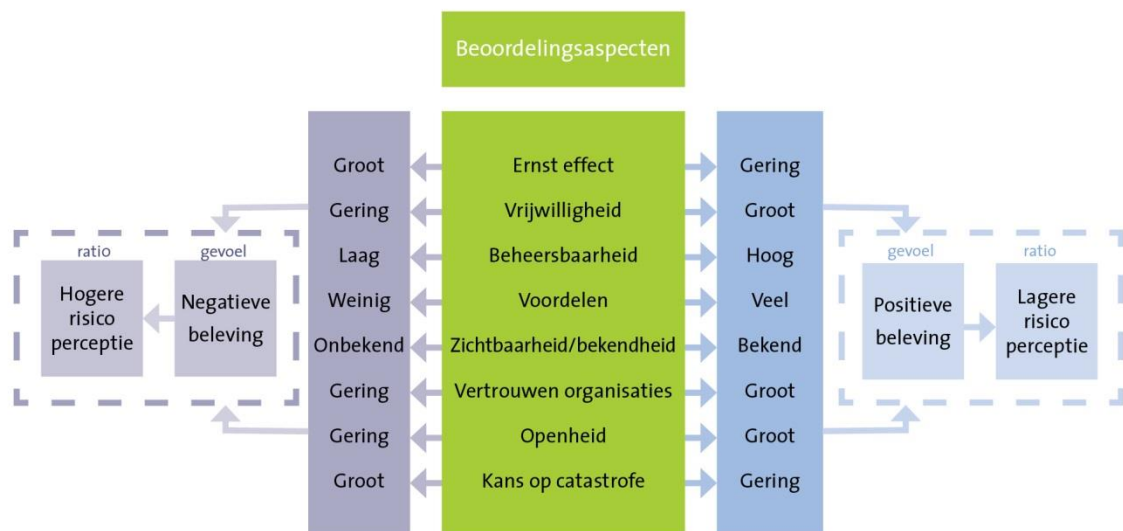 Beoordelingsaspecten
Groot Ernst effect Gering
Gering Vrijwilligheid Groot
Laag Beheersbaarheid Hoog
Weinig Voordelen Veel
Onbekend Zichtbaarheid/bekendheid Bekend
Gering Vertrouwen organisaties Groot
Gering Openheid Groot
Groot Kans op catastrofe Gering
ratio
Hogere
risico
perceptie
gevoel
Negatieve
beleving
gevoel
Positieve
beleving
ratio
Lagere
risico
perceptie